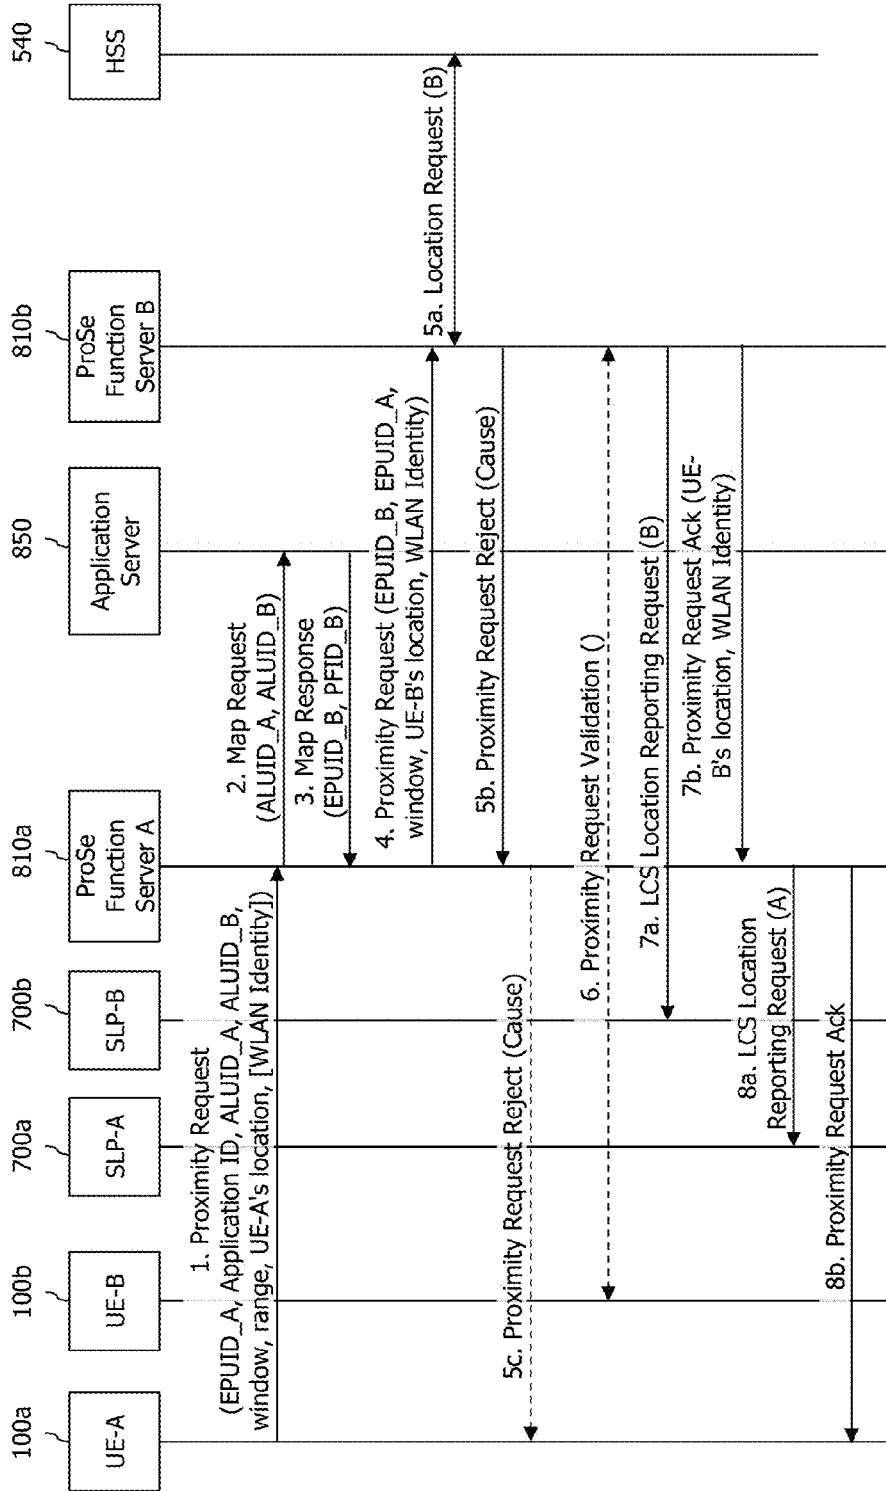 100a
100b
700a
700b
810a
850
810b
540
UE-A
UE-B
SLP-A
SLP-B
ProSe
Function
Server A
Application
Server
ProSe
Function
Server B
HSS
1. Proximity Request
(EPUID_A, Application ID, ALUID_A, ALUID_B,
window, range, UE-A's location, [WLAN Identity])
2. Map Request
(ALUID_A, ALUID_B)
3. Map Response
(EPUID_B, PFID_B)
4. Proximity Request (EPUID_B, EPUID_A,
window, UE-B's location, WLAN Identity)
5a. Location Request (B)
5b. Proximity Request Reject (Cause)
5c. Proximity Request Reject (Cause)
6. Proximity Request Validation ()
7a. LCS Location Reporting Request (B)
7b. Proximity Request Ack (UE-
B's location, WLAN Identity)
8a. LCS Location
Reporting Request (A)
8b. Proximity Request Ack